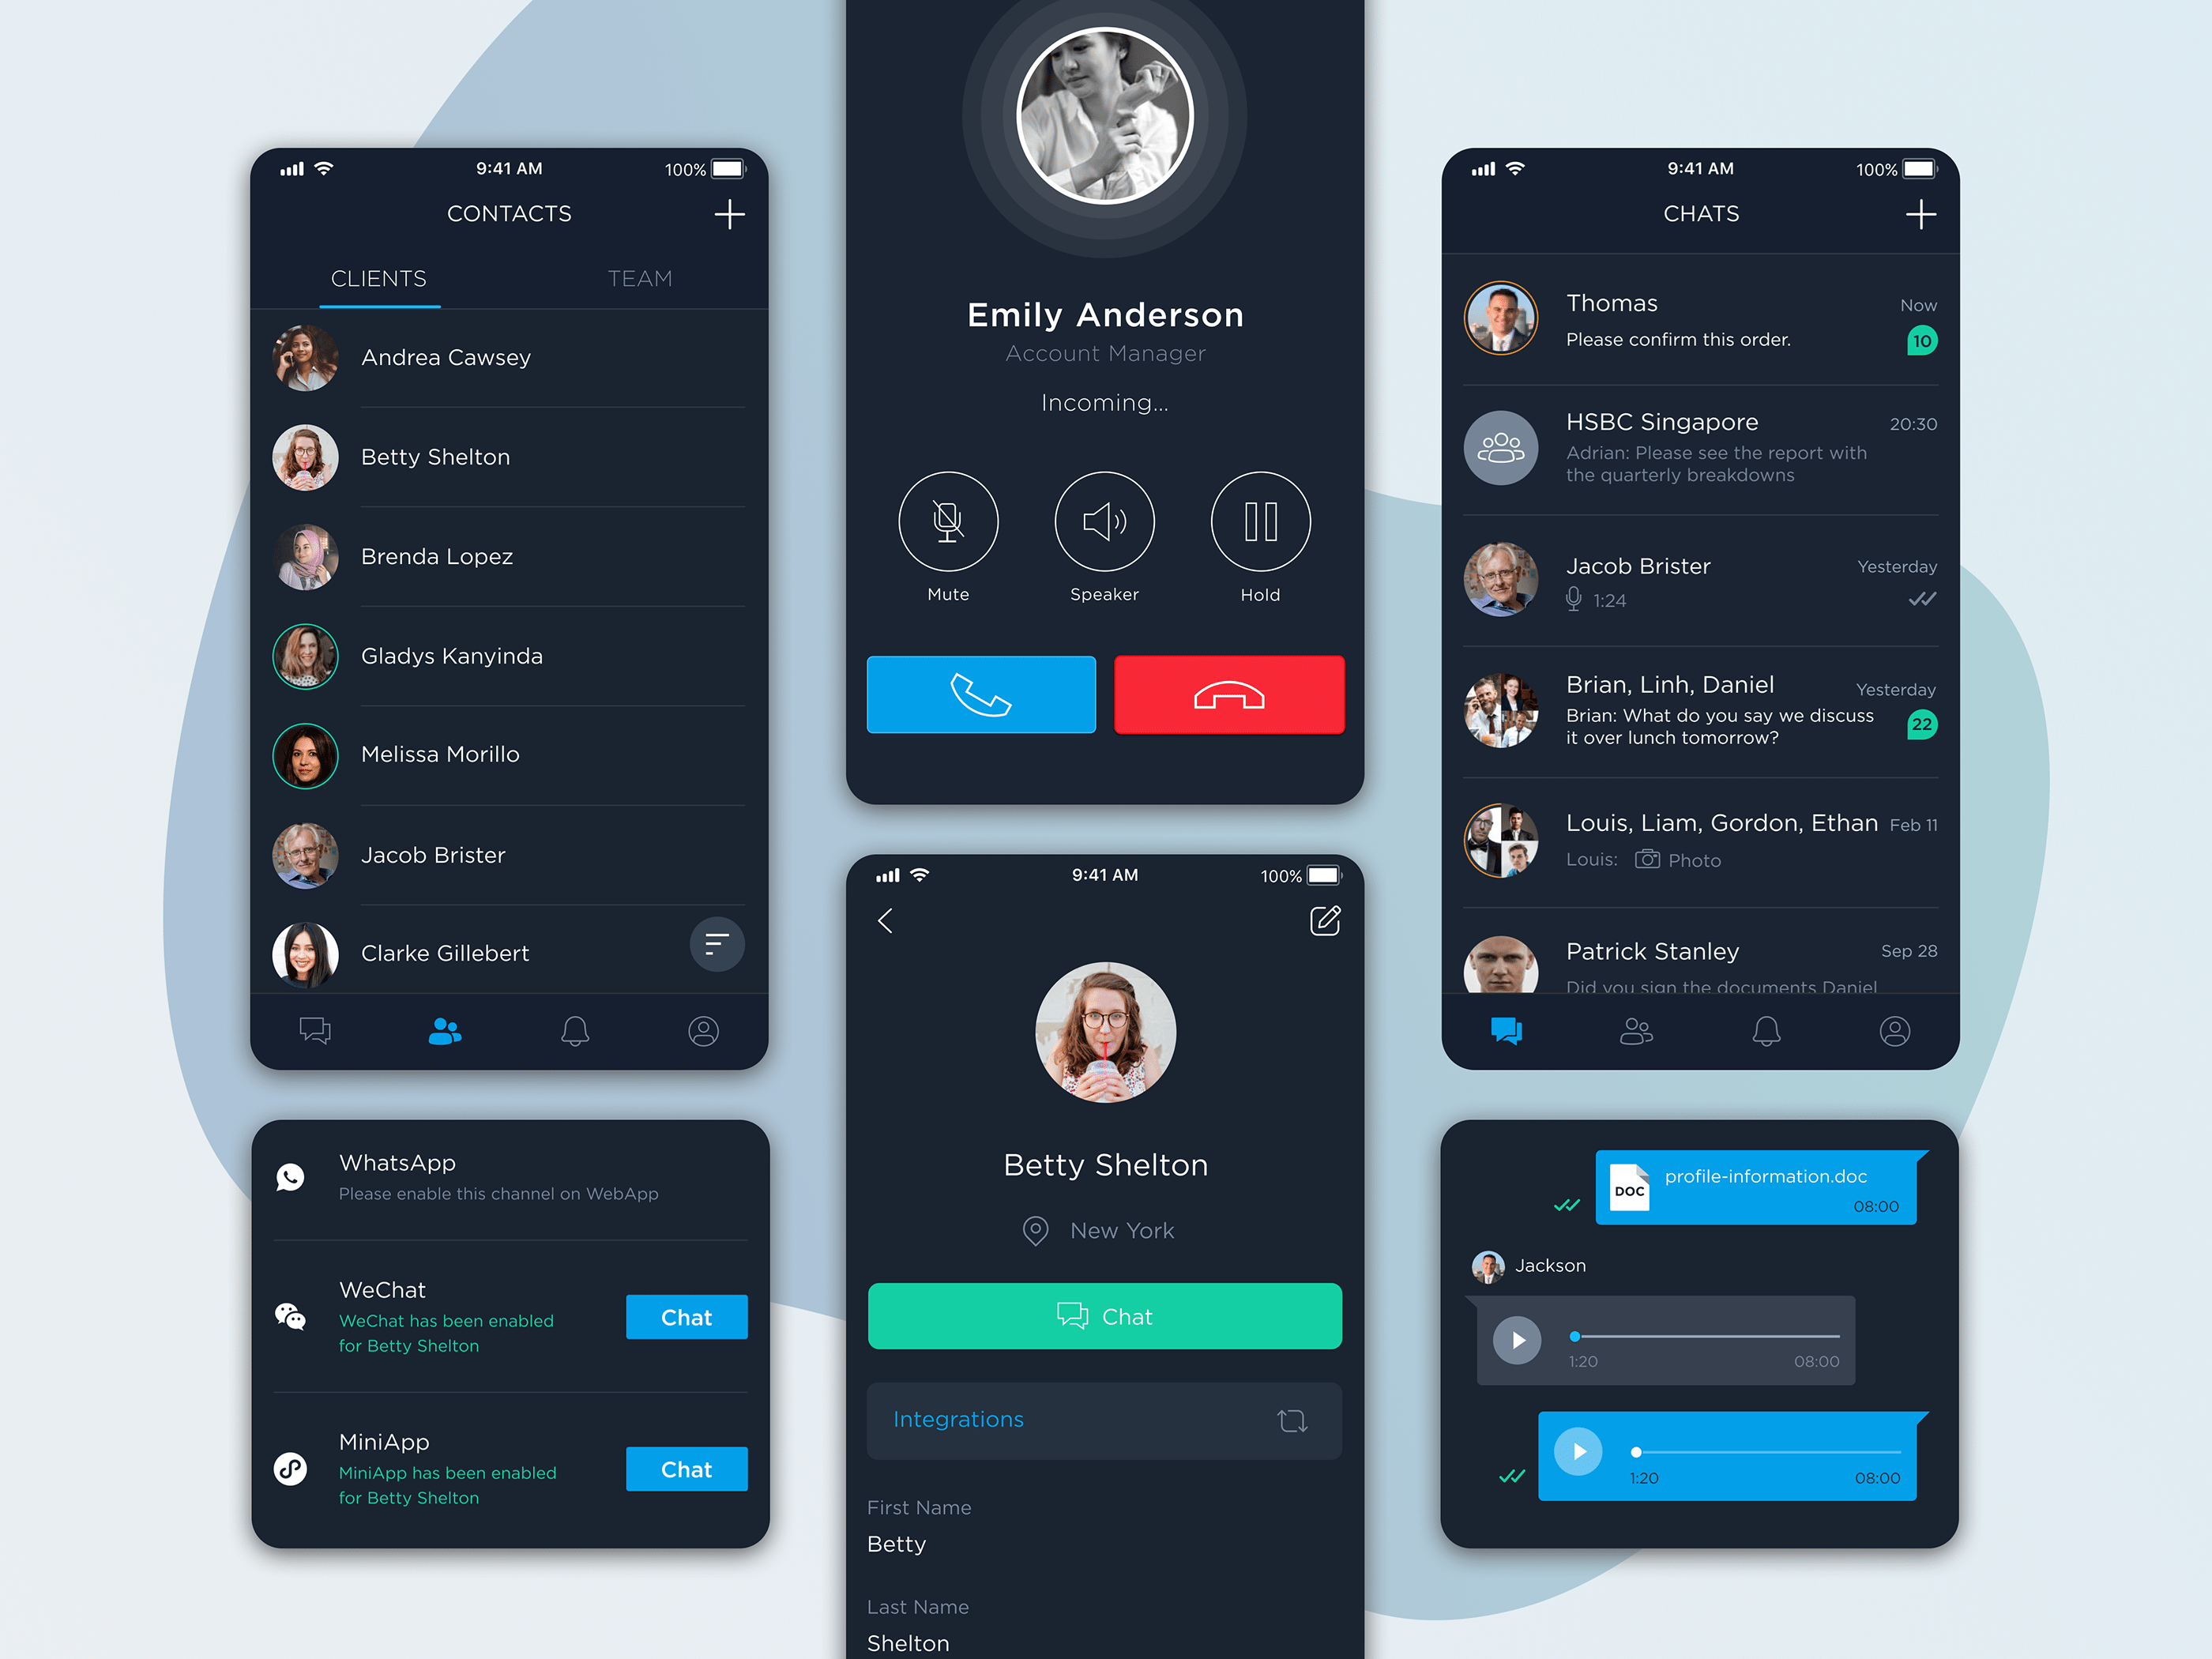 9:41 AM
100%
CONTACTS
CLIENTS
TEAM
Andrea Cawsey
Betty Shelton
Brenda Lopez
Gladys Kanyinda
Melissa Morillo
Jacob Brister
Clarke Gillebert
WhatsApp
Please enable this channel on WebApp
WeChat
WeChat has been enabled
for Betty Shelton
Chat
MiniApp
MiniApp has been enabled
for Betty Shelton
Chat
Emily Anderson
Account Manager
Incoming...
Mute
Speaker
Hold
9:41 AM
100%
Betty Shelton
New York
Chat
Integrations
First Name
Betty
Last Name
Shelton
9:41 AM
100%
CHATS
Thomas
Now
Please confirm this order.
10
HSBC Singapore
20:30
Adrian: Please see the report with
the quarterly breakdowns
Jacob Brister
Yesterday
1:24
Brian, Linh, Daniel
Yesterday
Brian: What do you say we discuss
it over lunch tomorrow?
22
Louis, Liam, Gordon, Ethan
Feb 11
Louis: Photo
Patrick Stanley
Sep 28
Did you sign the documents Daniel
DOC
profile-information.doc
08:00
Jackson
1:20
08:00
1:20
08:00